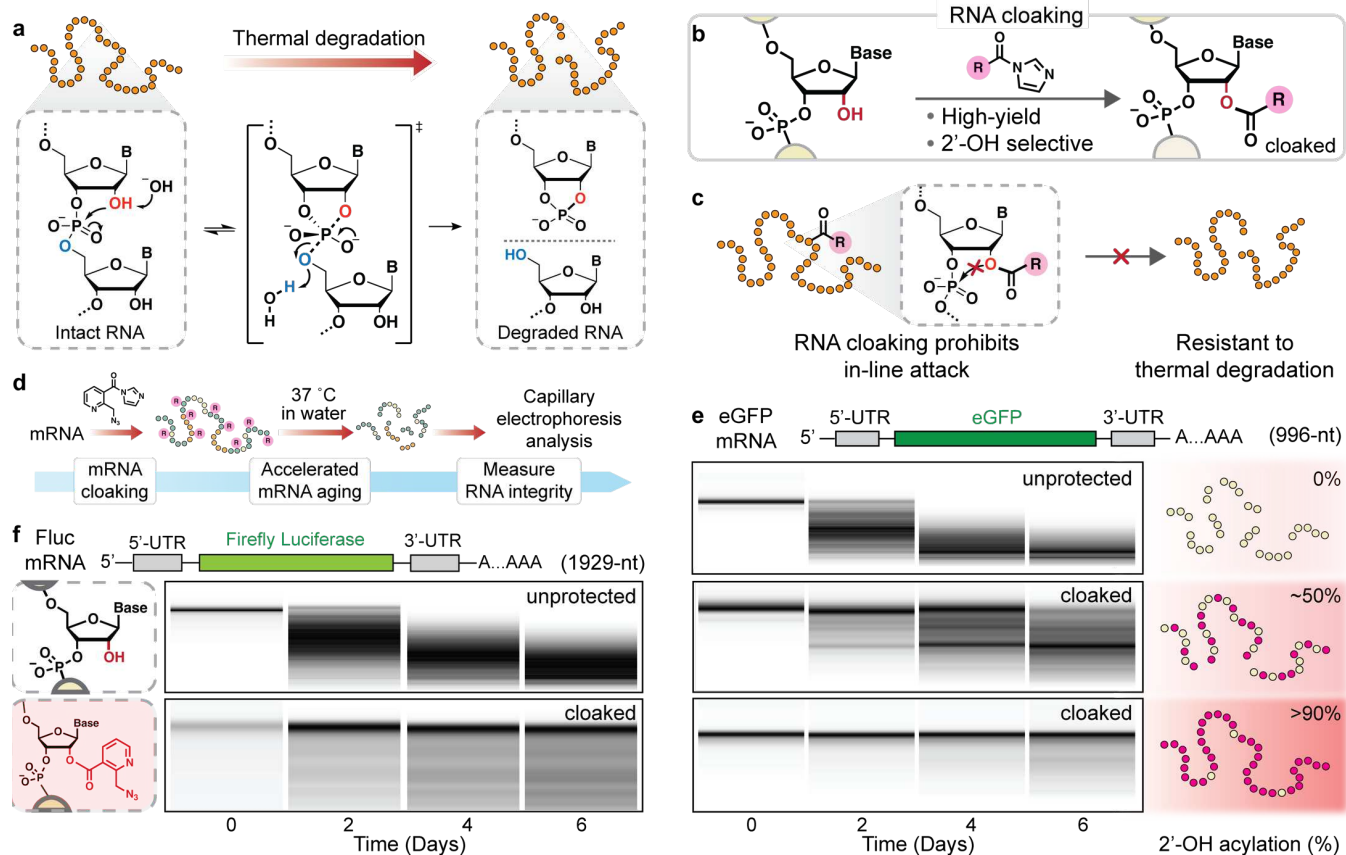 a
Thermal degradation
O
O
B
O
OH
⁻OH
⁻O
P
O
O
O
B
O
OH
Intact RNA
‡
O
O
B
O
O
⁻O
P
O⁻
O
H
O
H
O
B
O
OH
O
O
B
O
O
P
⁻O
O
HO
O
B
O
OH
Degraded RNA
b
RNA cloaking
O
O
Base
O
OH
⁻O
P
O
O
R
N
N
• High-yield
• 2’-OH selective
O
O
Base
O
O
R
⁻O
P
O
O
cloaked
c
O
R
O
O
B
O
O
R
⁻O
P
O
O
O
RNA cloaking prohibits
in-line attack
Resistant to
thermal degradation
d
N
O
N
N
N₃
mRNA
R
R
R
R
R
R
37 °C
in water
Capillary
electrophoresis
analysis
mRNA
cloaking
Accelerated
mRNA aging
Measure
RNA integrity
e
eGFP
mRNA
5’
5’-UTR
eGFP
3’-UTR
A...AAA
(996-nt)
unprotected
0%
cloaked
~50%
cloaked
>90%
0
2
4
6
Time (Days)
2’-OH acylation (%)
f
Fluc
mRNA
5’
5’-UTR
Firefly Luciferase
3’-UTR
A...AAA
(1929-nt)
O
O
Base
O
OH
⁻O
P
O
unprotected
O
O
Base
O
O
⁻O
P
O
O
N
N₃
cloaked
0
2
4
6
Time (Days)